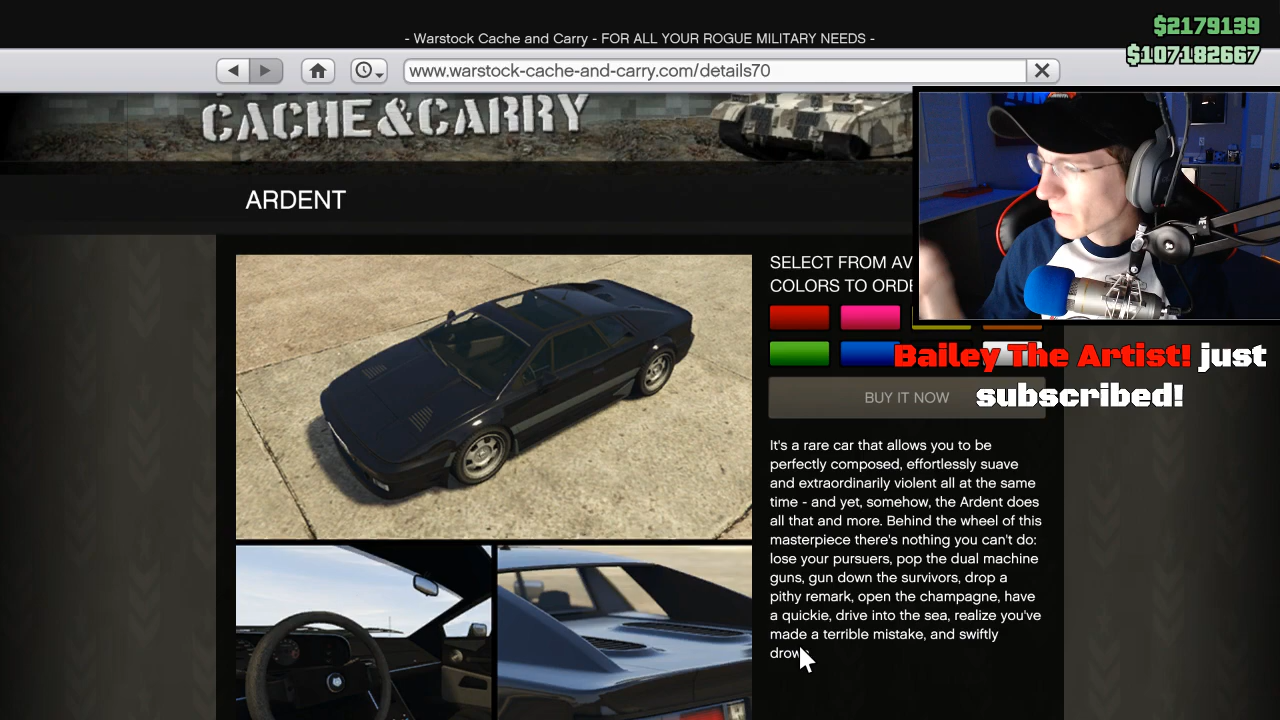 - Warstock Cache and Carry - FOR ALL YOUR ROGUE MILITARY NEEDS -
$2179139
$107182667
www.warstock-cache-and-carry.com/details70
CACHE&CARRY
ARDENT
SELECT FROM AV
COLORS TO ORDE
Bailey The Artist! just
subscribed!
BUY IT NOW
It's a rare car that allows you to be
perfectly composed, effortlessly suave
and extraordinarily violent all at the same
time - and yet, somehow, the Ardent does
all that and more. Behind the wheel of this
masterpiece there's nothing you can't do:
lose your pursuers, pop the dual machine
guns, gun down the survivors, drop a
pithy remark, open the champagne, have
a quickie, drive into the sea, realize you've
made a terrible mistake, and swiftly
drown.